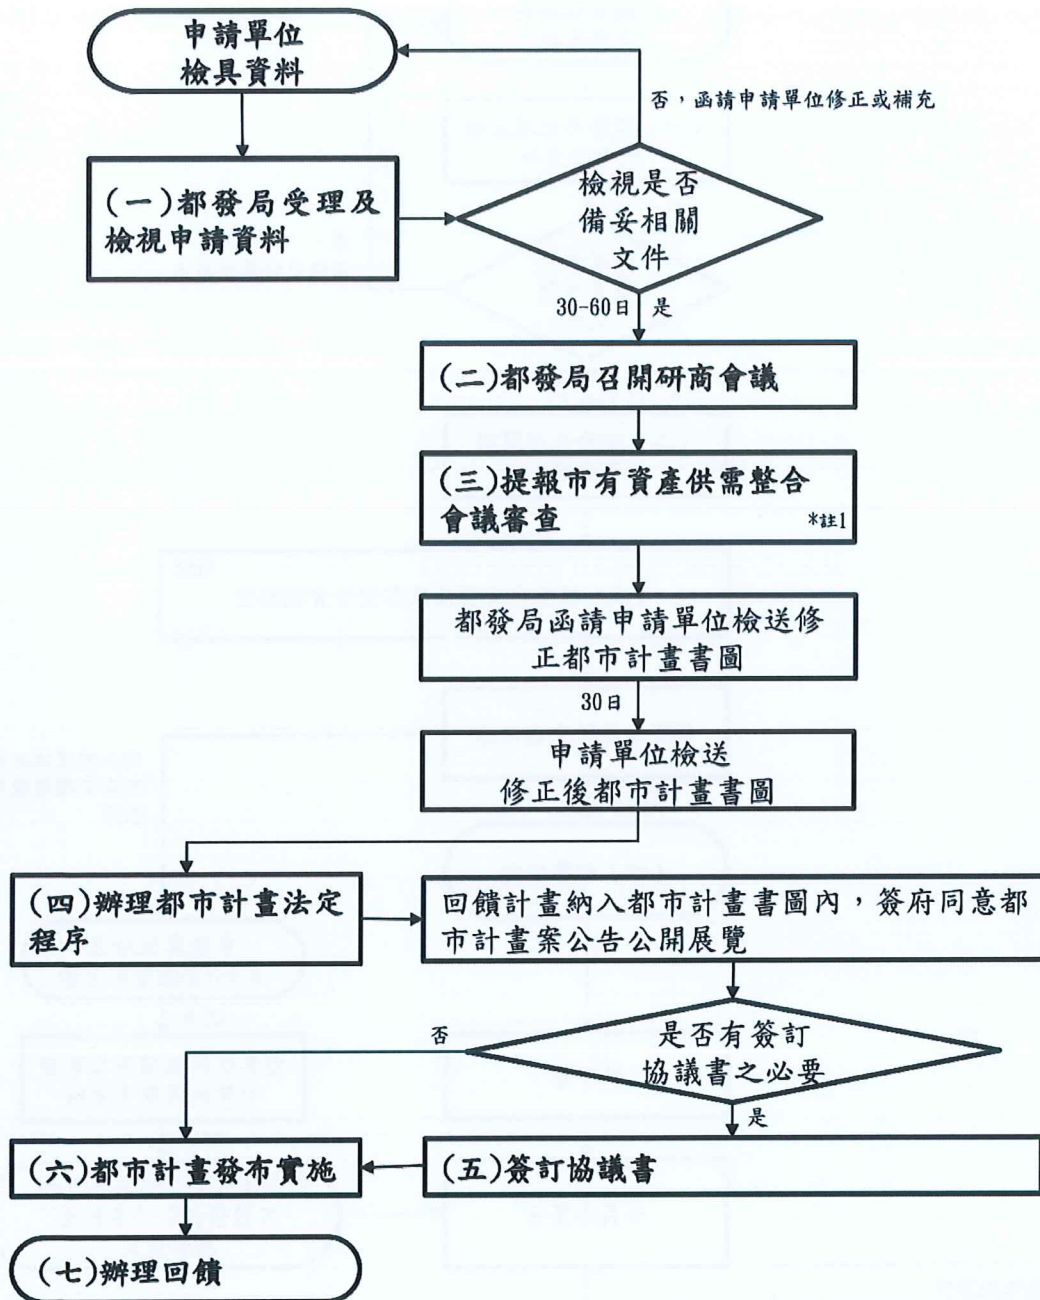 申請單位
檢具資料
否，函請申請單位修正或補充
(一)都發局受理及
檢視申請資料
檢視是否
備妥相關
文件
30-60日 是
(二)都發局召開研商會議
(三)提報市有資產供需整合
會議審查 *註1
都發局函請申請單位檢送修
正都市計畫書圖
30日
申請單位檢送
修正後都市計畫書圖
(四)辦理都市計畫法定
程序
回饋計畫納入都市計畫書圖內，簽府同意都
市計畫案公告公開展覽
是否有簽訂
協議書之必要
否
是
(五)簽訂協議書
(六)都市計畫發布實施
(七)辦理回饋